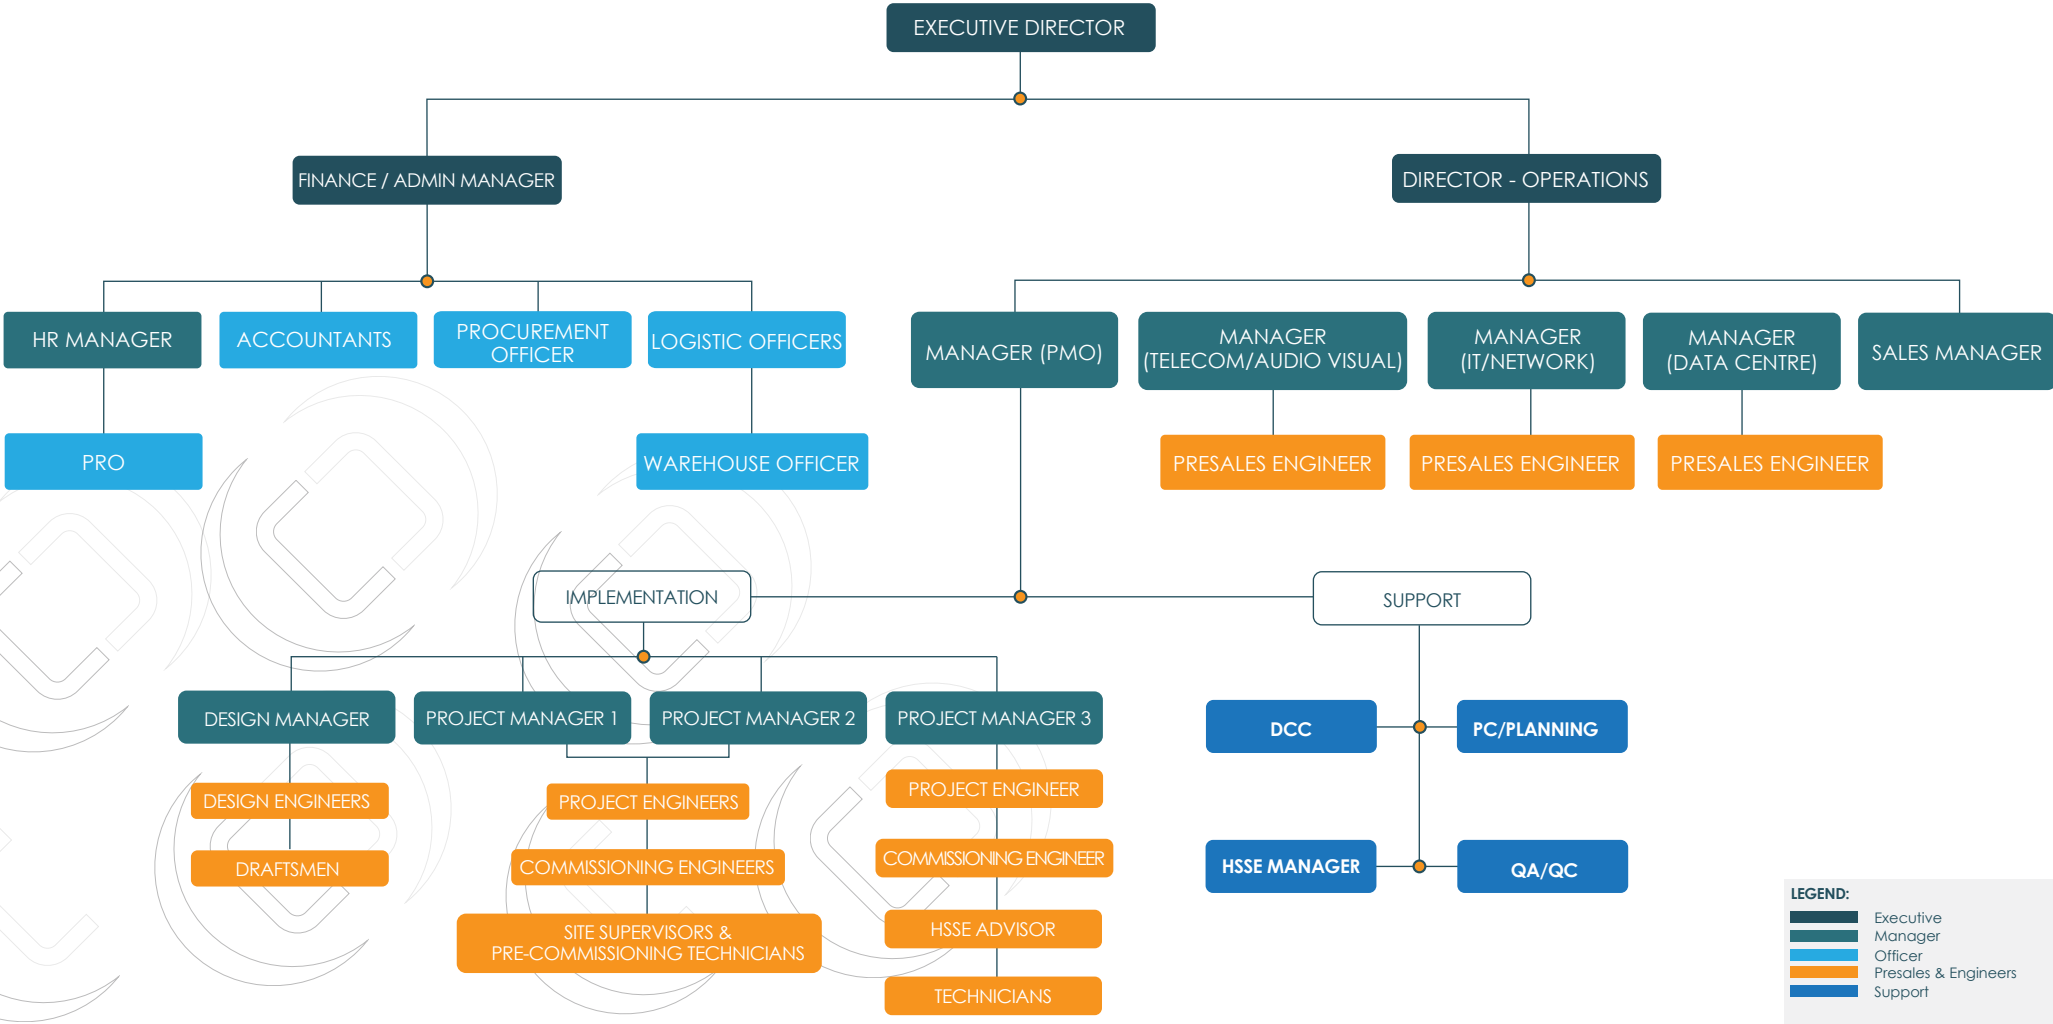 EXECUTIVE DIRECTOR
FINANCE / ADMIN MANAGER
DIRECTOR - OPERATIONS
HR MANAGER
ACCOUNTANTS
PROCUREMENT
OFFICER
LOGISTIC OFFICERS
MANAGER (PMO)
MANAGER
(TELECOM/AUDIO VISUAL)
MANAGER
(IT/NETWORK)
MANAGER
(DATA CENTRE)
SALES MANAGER
PRO
WAREHOUSE OFFICER
PRESALES ENGINEER
PRESALES ENGINEER
PRESALES ENGINEER
IMPLEMENTATION
SUPPORT
DESIGN MANAGER
PROJECT MANAGER 1
PROJECT MANAGER 2
PROJECT MANAGER 3
DCC
PC/PLANNING
DESIGN ENGINEERS
PROJECT ENGINEERS
PROJECT ENGINEER
DRAFTSMEN
COMMISSIONING ENGINEERS
COMMISSIONING ENGINEER
HSSE MANAGER
QA/QC
SITE SUPERVISORS &
PRE-COMMISSIONING TECHNICIANS
HSSE ADVISOR
TECHNICIANS
LEGEND:
Executive
Manager
Officer
Presales & Engineers
Support